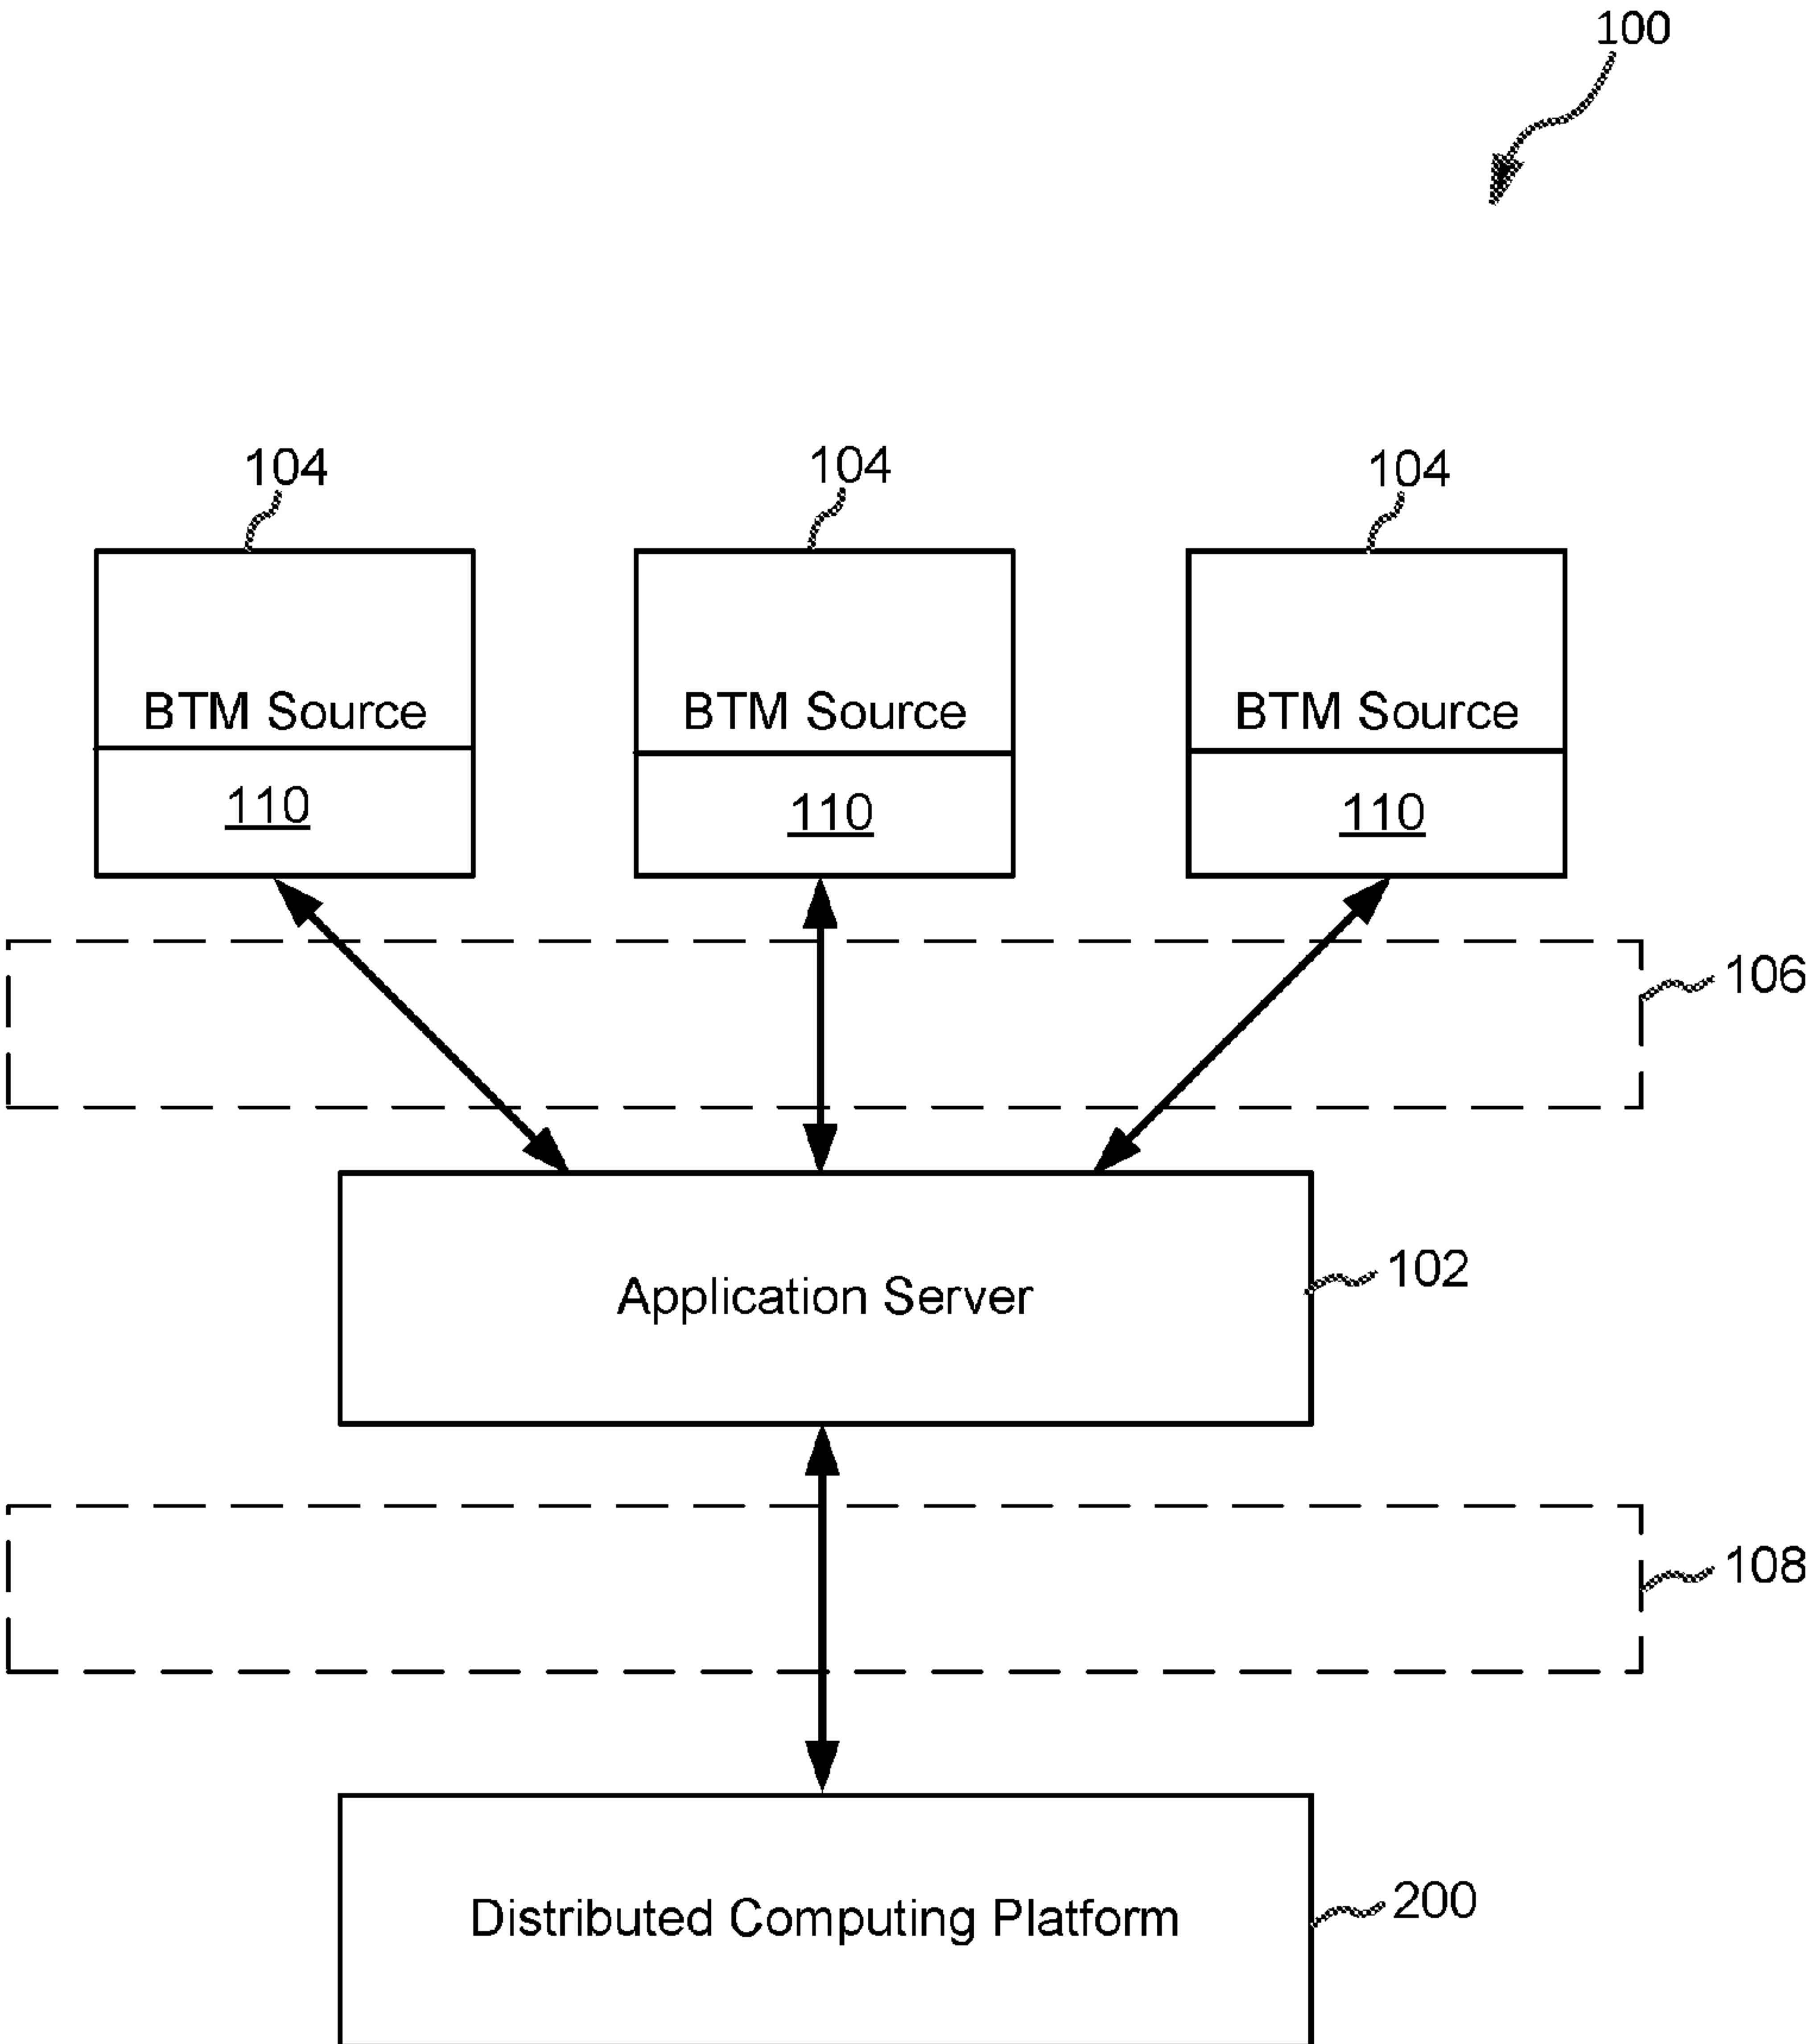 100
104
104
104
BTM Source
BTM Source
BTM Source
110
110
110
106
Application Server
102
108
Distributed Computing Platform
200